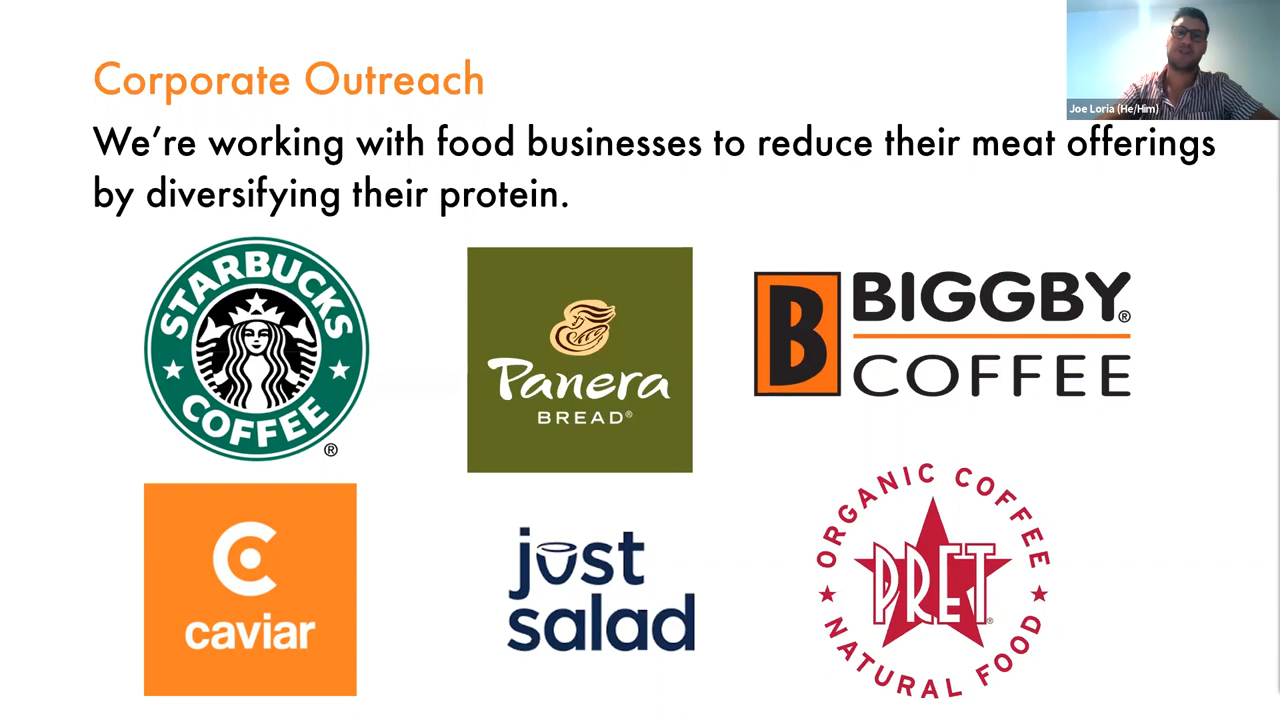 Corporate Outreach
Joe Loria (He/Him)
We're working with food businesses to reduce their meat offerings
by diversifying their protein.
STARBUCKS
COFFEE
®
Panera
BREAD®
B
BIGGBY®
COFFEE
caviar
just
salad
ORGANIC COFFEE
PRET®
NATURAL FOOD